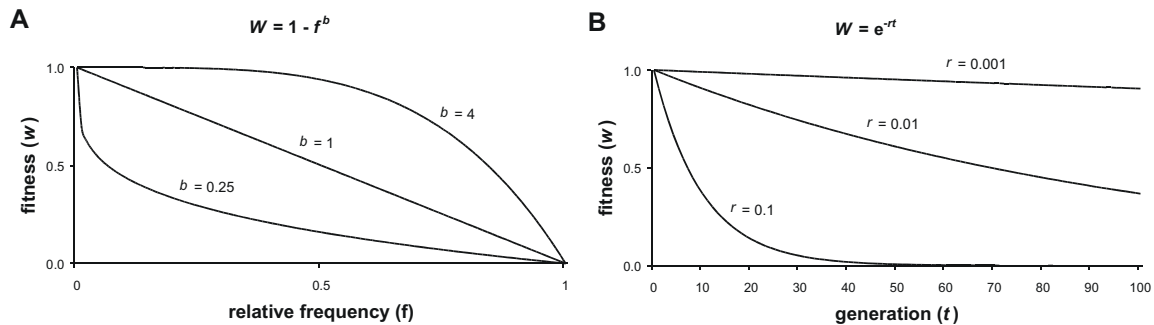 A
W = 1 - f^b
1.0
0.5
0.0
fitness (w)
b = 4
b = 1
b = 0.25
0 0.5 1
relative frequency (f)
B
W = e^-rt
1.0
0.5
0.0
fitness (w)
r = 0.001
r = 0.01
r = 0.1
0 10 20 30 40 50 60 70 80 90 100
generation (t)